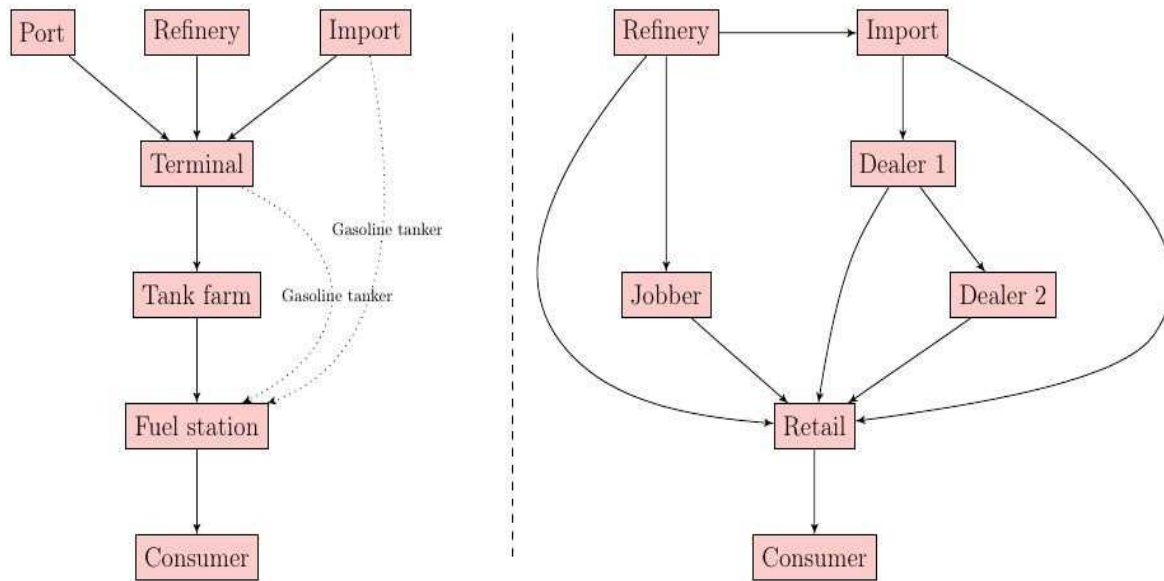 Port
Refinery
Import
Terminal
Gasoline tanker
Gasoline tanker
Tank farm
Fuel station
Consumer
Refinery
Import
Dealer 1
Jobber
Dealer 2
Retail
Consumer